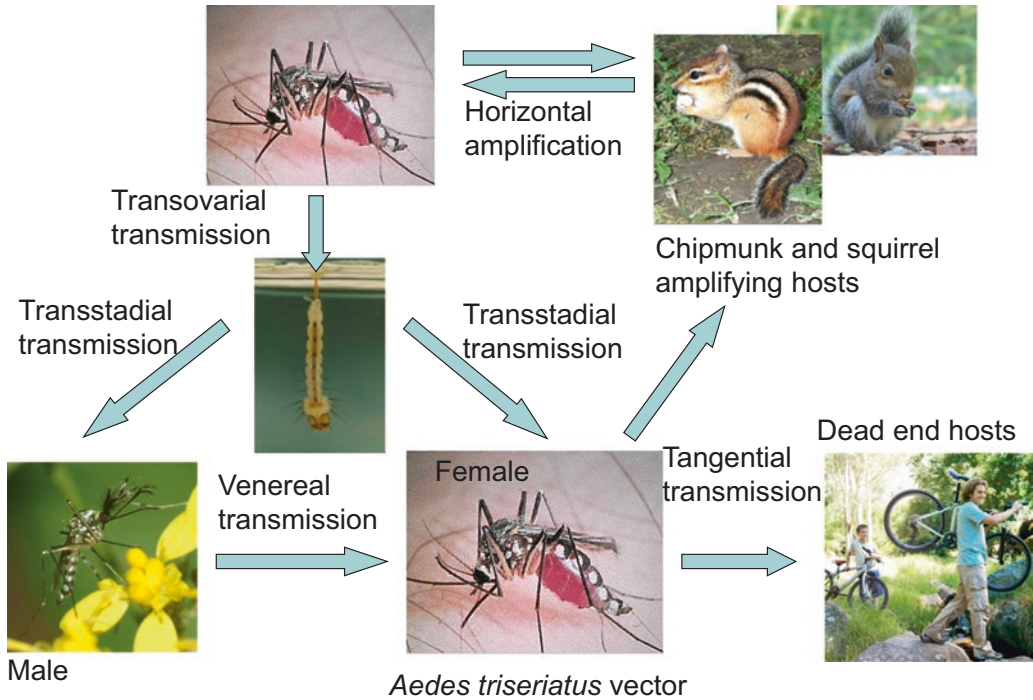 Horizontal
amplification
Transovarial
transmission
Chipmunk and squirrel
amplifying hosts
Transstadial
transmission
Transstadial
transmission
Dead end hosts
Female
Tangential
transmission
Venereal
transmission
Male
Aedes triseriatus vector